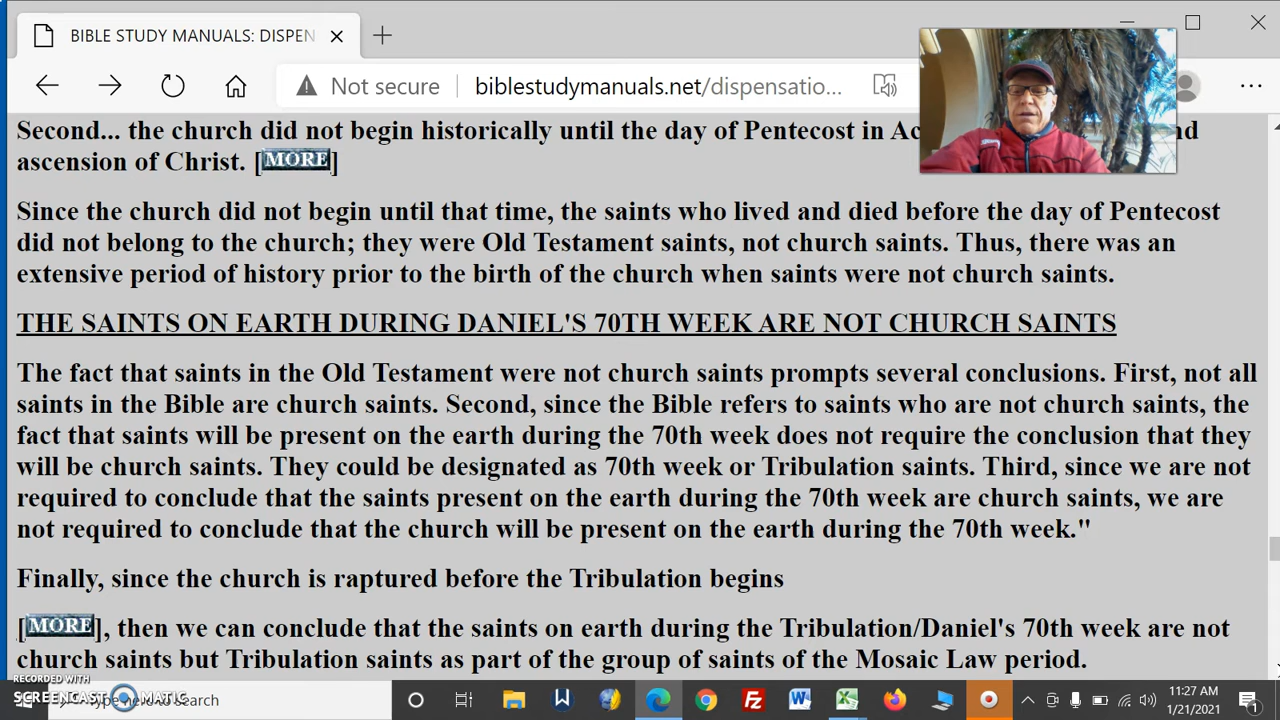 BIBLE STUDY MANUALS: DISPEN
Not secure
biblestudymanuals.net/dispensatio...
Second... the church did not begin historically until the day of Pentecost in Ac nd
ascension of Christ. [MORE]
Since the church did not begin until that time, the saints who lived and died before the day of Pentecost
did not belong to the church; they were Old Testament saints, not church saints. Thus, there was an
extensive period of history prior to the birth of the church when saints were not church saints.
THE SAINTS ON EARTH DURING DANIEL'S 70TH WEEK ARE NOT CHURCH SAINTS
The fact that saints in the Old Testament were not church saints prompts several conclusions. First, not all
saints in the Bible are church saints. Second, since the Bible refers to saints who are not church saints, the
fact that saints will be present on the earth during the 70th week does not require the conclusion that they
will be church saints. They could be designated as 70th week or Tribulation saints. Third, since we are not
required to conclude that the saints present on the earth during the 70th week are church saints, we are
not required to conclude that the church will be present on the earth during the 70th week."
Finally, since the church is raptured before the Tribulation begins
[MORE], then we can conclude that the saints on earth during the Tribulation/Daniel's 70th week are not
church saints but Tribulation saints as part of the group of saints of the Mosaic Law period.
RECORDED WITH
SCREENCAST MATIC
Type here to search
11:27 AM
1/21/2021